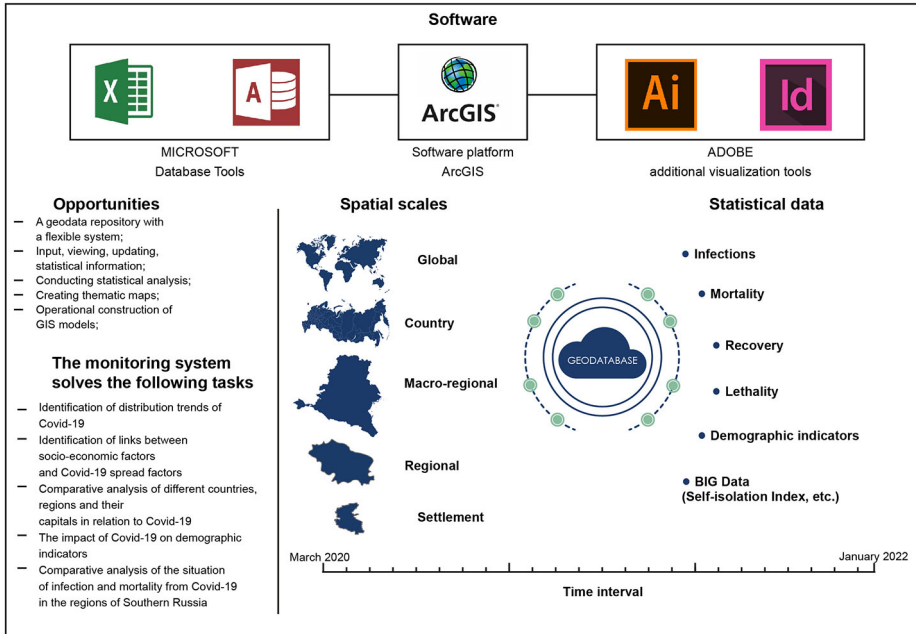 Software
X
A
ArcGIS®
Ai
Id
MICROSOFT
Database Tools
Software platform
ArcGIS
ADOBE
additional visualization tools
Opportunities
— A geodata repository with
a flexible system;
— Input, viewing, updating,
statistical information;
— Conducting statistical analysis;
— Creating thematic maps;
— Operational construction of
GIS models;
The monitoring system
solves the following tasks
— Identification of distribution trends of
Covid-19
— Identification of links between
socio-economic factors
and Covid-19 spread factors
— Comparative analysis of different countries,
regions and their
capitals in relation to Covid-19
— The impact of Covid-19 on demographic
indicators
— Comparative analysis of the situation
of infection and mortality from Covid-19
in the regions of Southern Russia
Spatial scales
Global
Country
Macro-regional
Regional
Settlement
GEODATABASE
Statistical data
• Infections
• Mortality
• Recovery
• Lethality
• Demographic indicators
• BIG Data
(Self-isolation Index, etc.)
March 2020
January 2022
Time interval